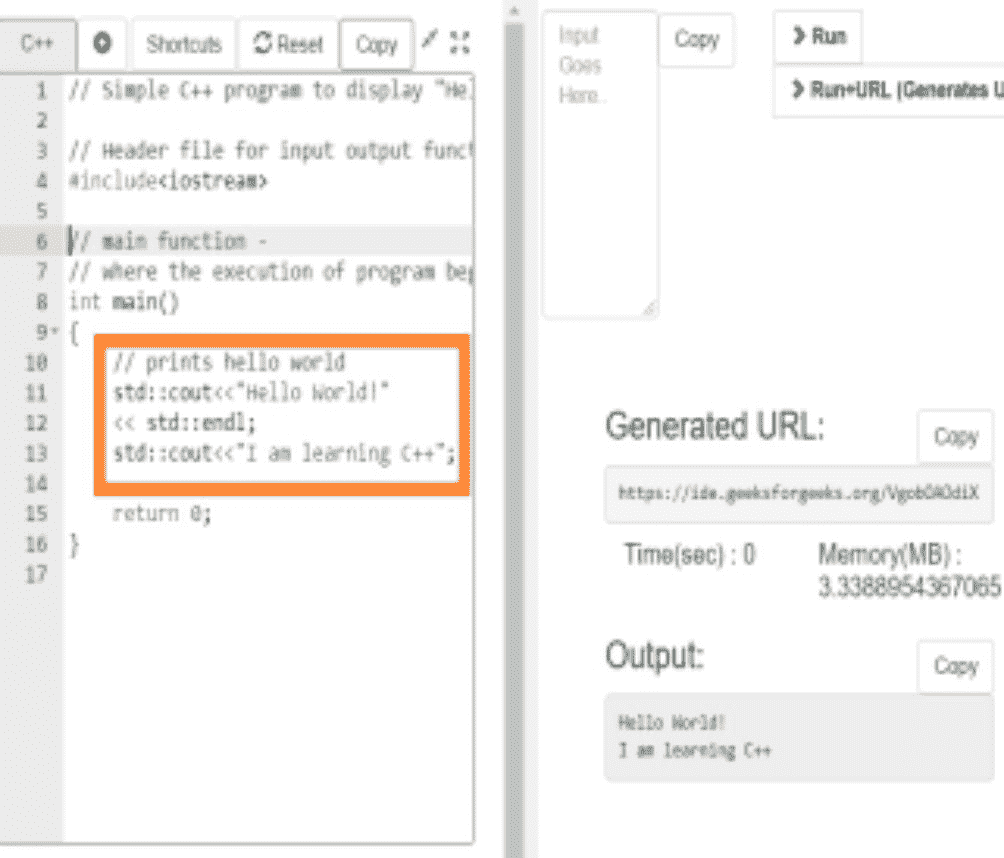 C++
Shortcuts
Reset
Copy
1 // Simple C++ program to display "Hel
2
3 // Header file for input output funct
4 #include<iostream>
5
6 // main function -
7 // where the execution of program beg
8 int main()
9 {
10 // prints hello world
11 std::cout<<"Hello World!"
12 << std::endl;
13 std::cout<<"I am learning C++";
14
15 return 0;
16 }
17
Input
Goes
Here..
Copy
Run
Run+URL (Generates U
Generated URL:
Copy
Time(sec) : 0
Memory(MB) :
3.3388954367065
Output:
Copy
Hello World!
I am learning C++